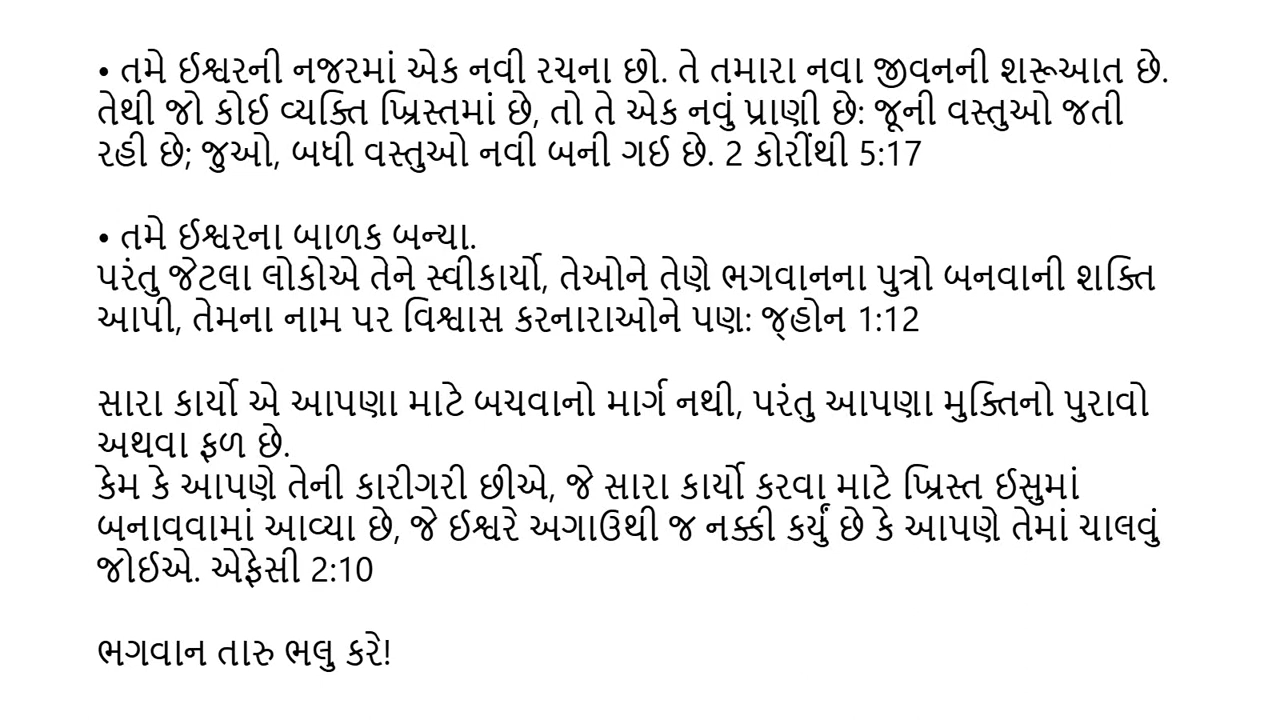 • તમે ઈશ્વરની નજરમાં એક નવી રચના છો. તે તમારા નવા જીવનની શરૂઆત છે.
તેથી જો કોઈ વ્યક્તિ ખ્રિસ્તમાં છે, તો તે એક નવું પ્રાણી છે: જૂની વસ્તુઓ જતી
રહી છે; જુઓ, બધી વસ્તુઓ નવી બની ગઈ છે. 2 કોરીંથી 5:17
• તમે ઈશ્વરના બાળક બન્યા.
પરંતુ જેટલા લોકોએ તેને સ્વીકાર્યો, તેઓને તેણે ભગવાનના પુત્રો બનવાની શક્તિ
આપી, તેમના નામ પર વિશ્વાસ કરનારાઓને પણ: જ્હોન 1:12
સારા કાર્યો એ આપણા માટે બચવાનો માર્ગ નથી, પરંતુ આપણા મુક્તિનો પુરાવો
અથવા ફળ છે.
કેમ કે આપણે તેની કારીગરી છીએ, જે સારા કાર્યો કરવા માટે ખ્રિસ્ત ઈસુમાં
બનાવવામાં આવ્યા છે, જે ઈશ્વરે અગાઉથી જ નક્કી કર્યું છે કે આપણે તેમાં ચાલવું
જોઈએ. એફેસી 2:10
ભગવાન તારુ ભલુ કરે!